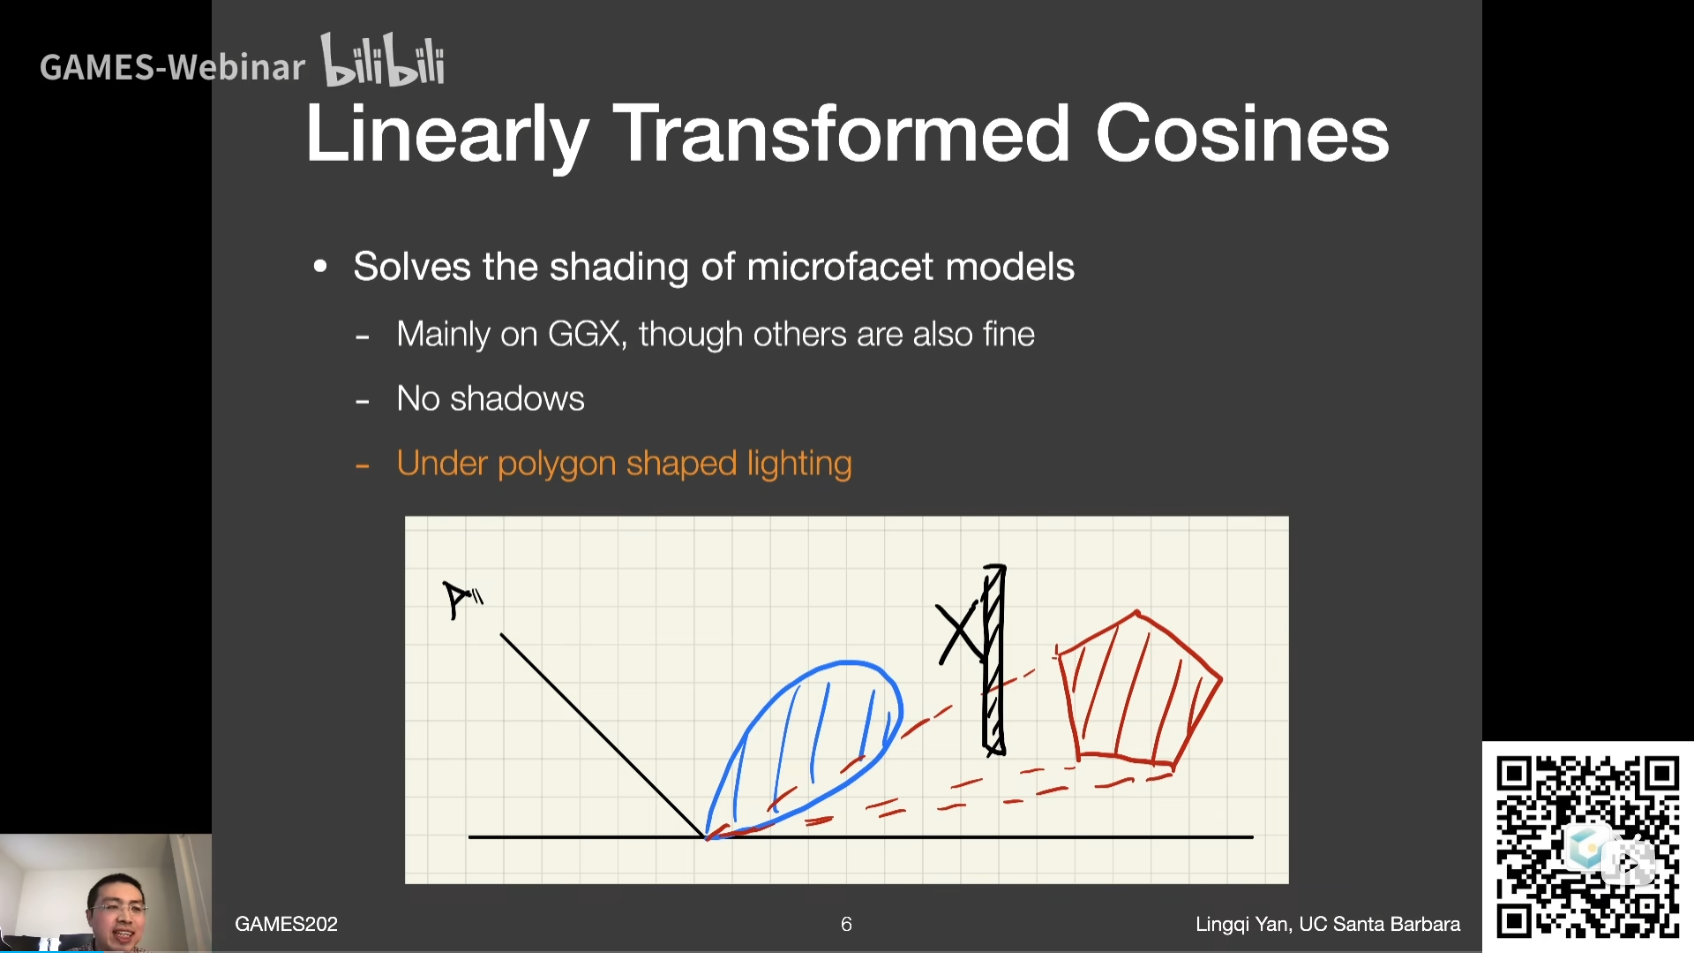 GAMES-Webinar bilibili
Linearly Transformed Cosines
• Solves the shading of microfacet models
- Mainly on GGX, though others are also fine
- No shadows
- Under polygon shaped lighting
GAMES202
6
Lingqi Yan, UC Santa Barbara